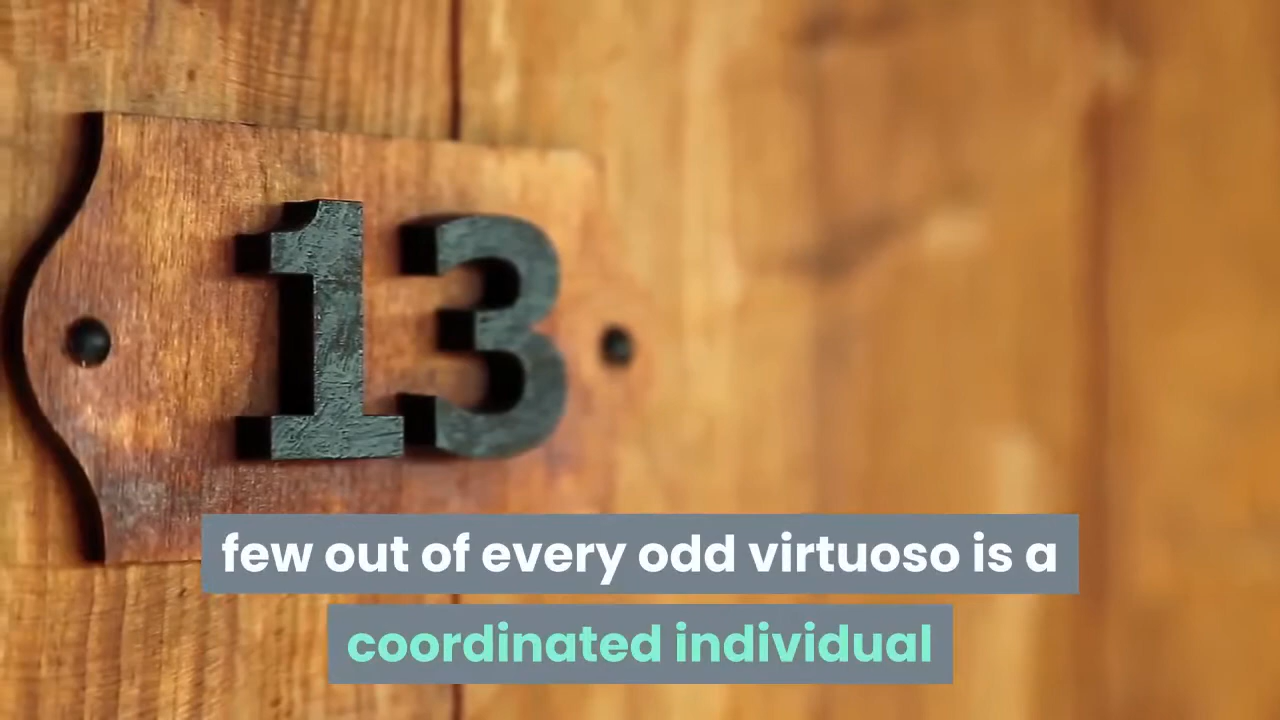 13
few out of every odd virtuoso is a
coordinated individual